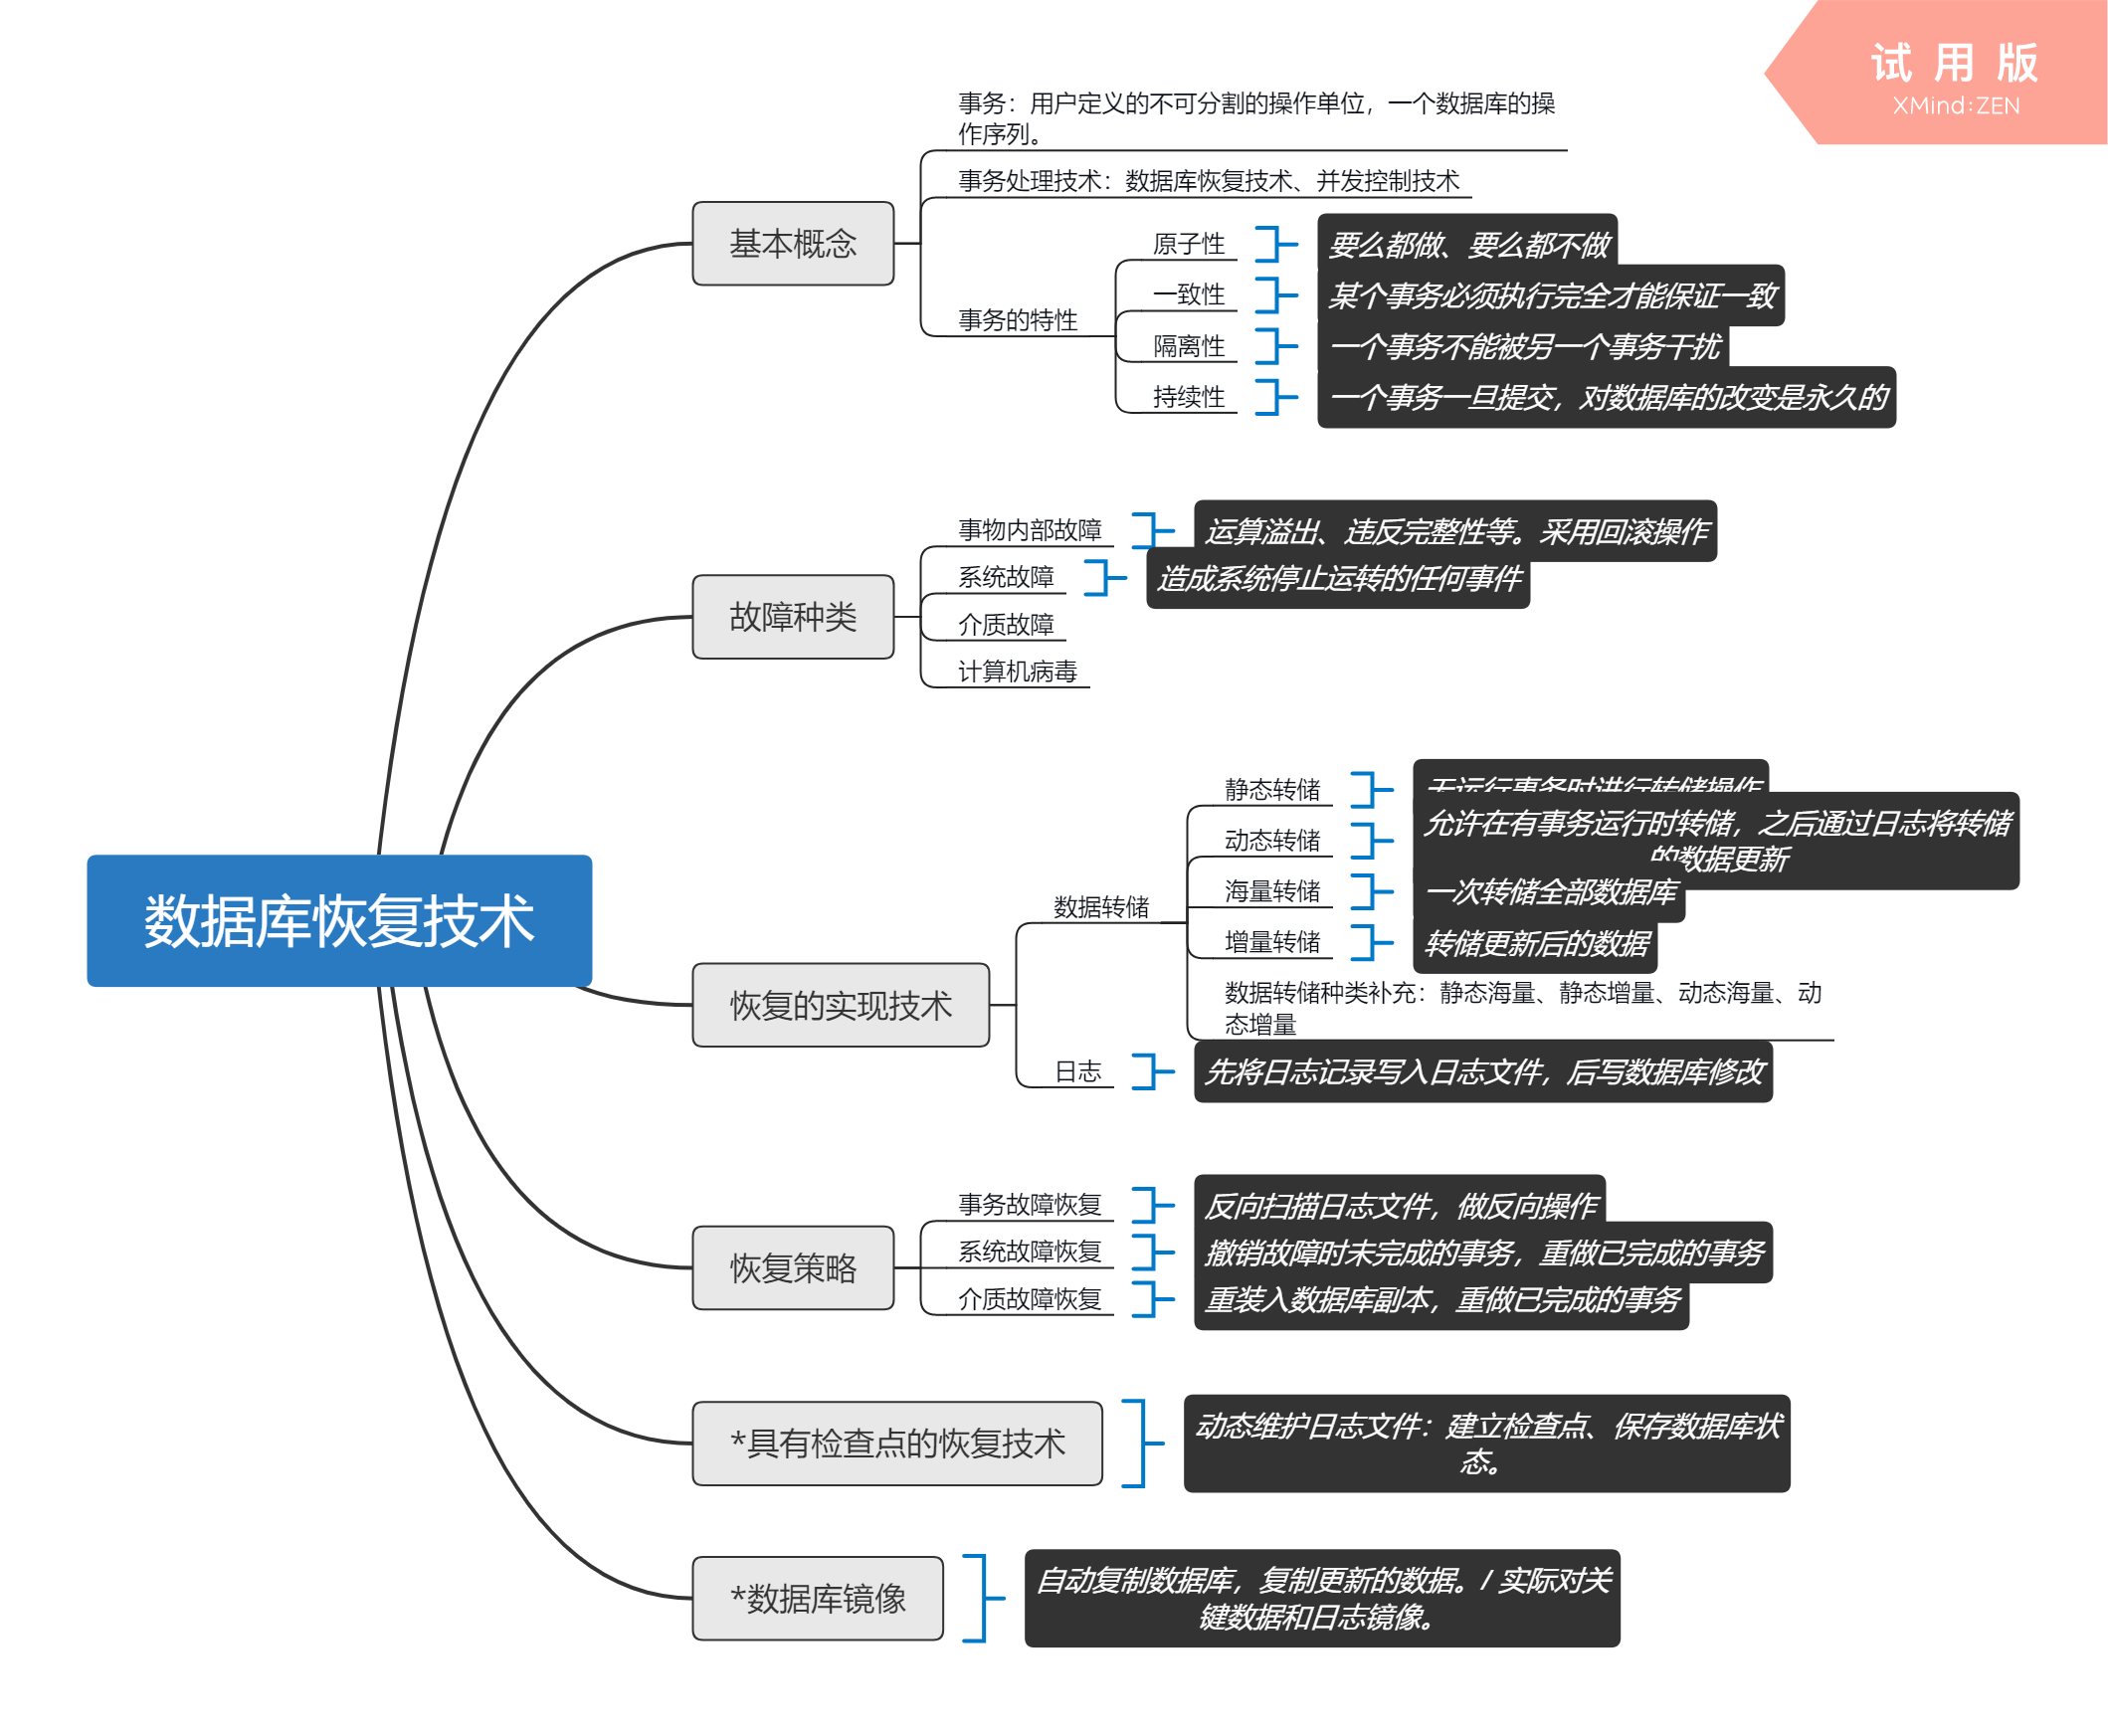 试 用 版
XMind:ZEN
数据库恢复技术
基本概念
事务：用户定义的不可分割的操作单位，一个数据库的操
作序列。
事务处理技术：数据库恢复技术、并发控制技术
事务的特性
原子性
要么都做、要么都不做
一致性
某个事务必须执行完全才能保证一致
隔离性
一个事务不能被另一个事务干扰
持续性
一个事务一旦提交，对数据库的改变是永久的
故障种类
事物内部故障
运算溢出、违反完整性等。采用回滚操作
系统故障
造成系统停止运转的任何事件
介质故障
计算机病毒
恢复的实现技术
数据转储
静态转储
无运行事务时进行转储操作
动态转储
允许在有事务运行时转储，之后通过日志将转储
的数据更新
海量转储
一次转储全部数据库
增量转储
转储更新后的数据
数据转储种类补充：静态海量、静态增量、动态海量、动
态增量
日志
先将日志记录写入日志文件，后写数据库修改
恢复策略
事务故障恢复
反向扫描日志文件，做反向操作
系统故障恢复
撤销故障时未完成的事务，重做已完成的事务
介质故障恢复
重装入数据库副本，重做已完成的事务
*具有检查点的恢复技术
动态维护日志文件：建立检查点、保存数据库状
态。
*数据库镜像
自动复制数据库，复制更新的数据。/ 实际对关
键数据和日志镜像。